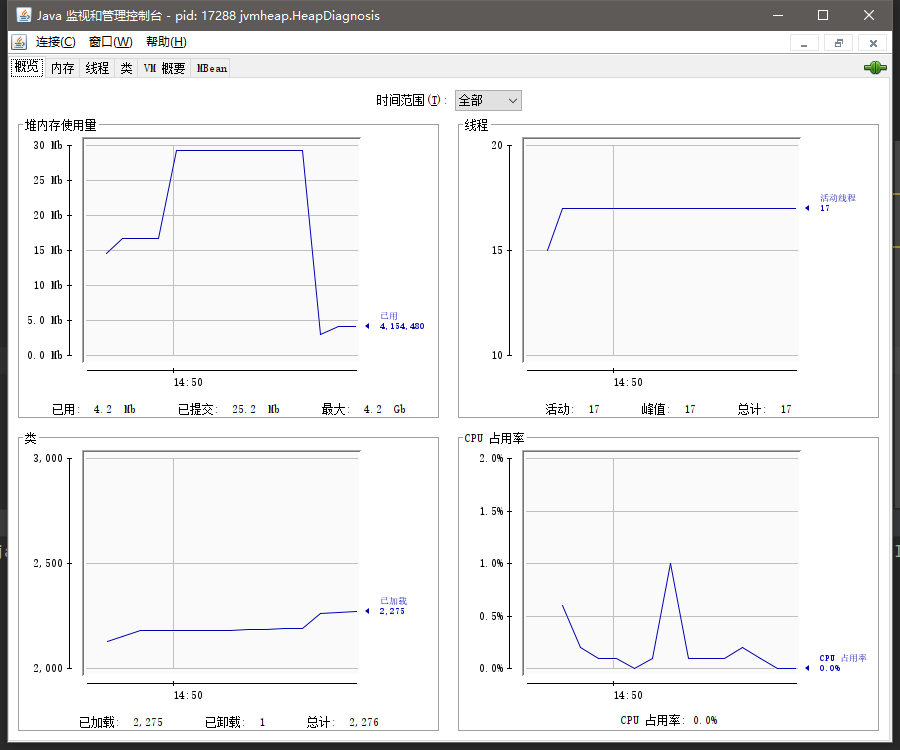 Java 监视和管理控制台 - pid: 17288 jvmheap.HeapDiagnosis
连接(C) 窗口(W) 帮助(H)
概览 内存 线程 类 VM 概要 MBean
时间范围(T): 全部
堆内存使用量
30 Mb
25 Mb
20 Mb
15 Mb
10 Mb
5.0 Mb
0.0 Mb
已用
4,154,480
14:50
已用: 4.2 Mb 已提交: 25.2 Mb 最大: 4.2 Gb
线程
20
15
10
活动线程
17
14:50
活动: 17 峰值: 17 总计: 17
类
3,000
2,500
2,000
已加载
2,275
14:50
已加载: 2,275 已卸载: 1 总计: 2,276
CPU 占用率
2.0%
1.5%
1.0%
0.5%
0.0%
CPU 占用率
0.0%
14:50
CPU 占用率: 0.0%